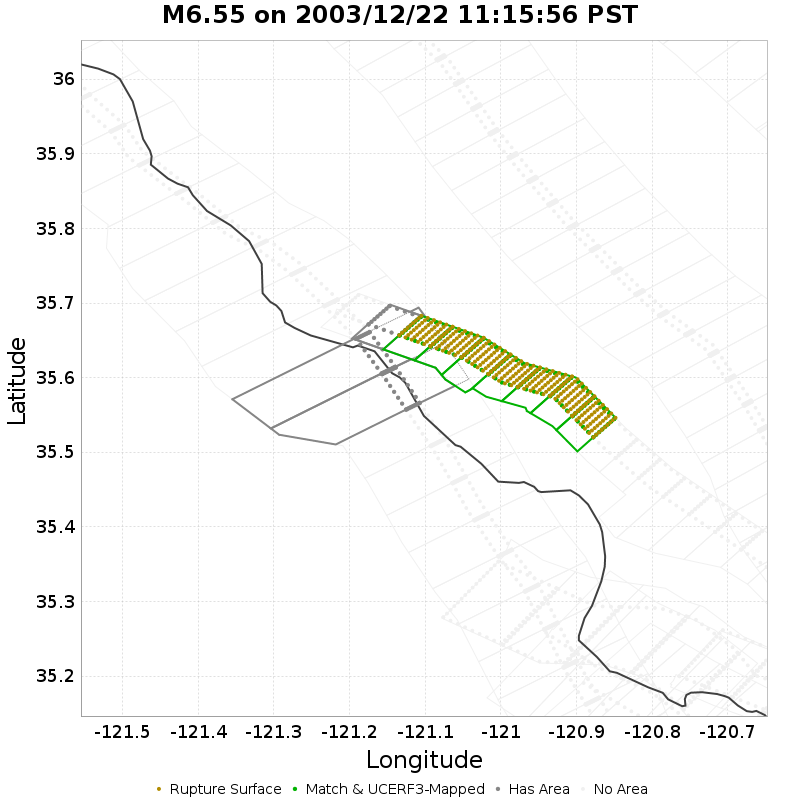 M6.55 on 2003/12/22 11:15:56 PST
36
35.9
35.8
35.7
35.6
35.5
35.4
35.3
35.2
Latitude
-121.5 -121.4 -121.3 -121.2 -121.1 -121 -120.9 -120.8 -120.7
Longitude
Rupture Surface Match & UCERF3-Mapped Has Area No Area